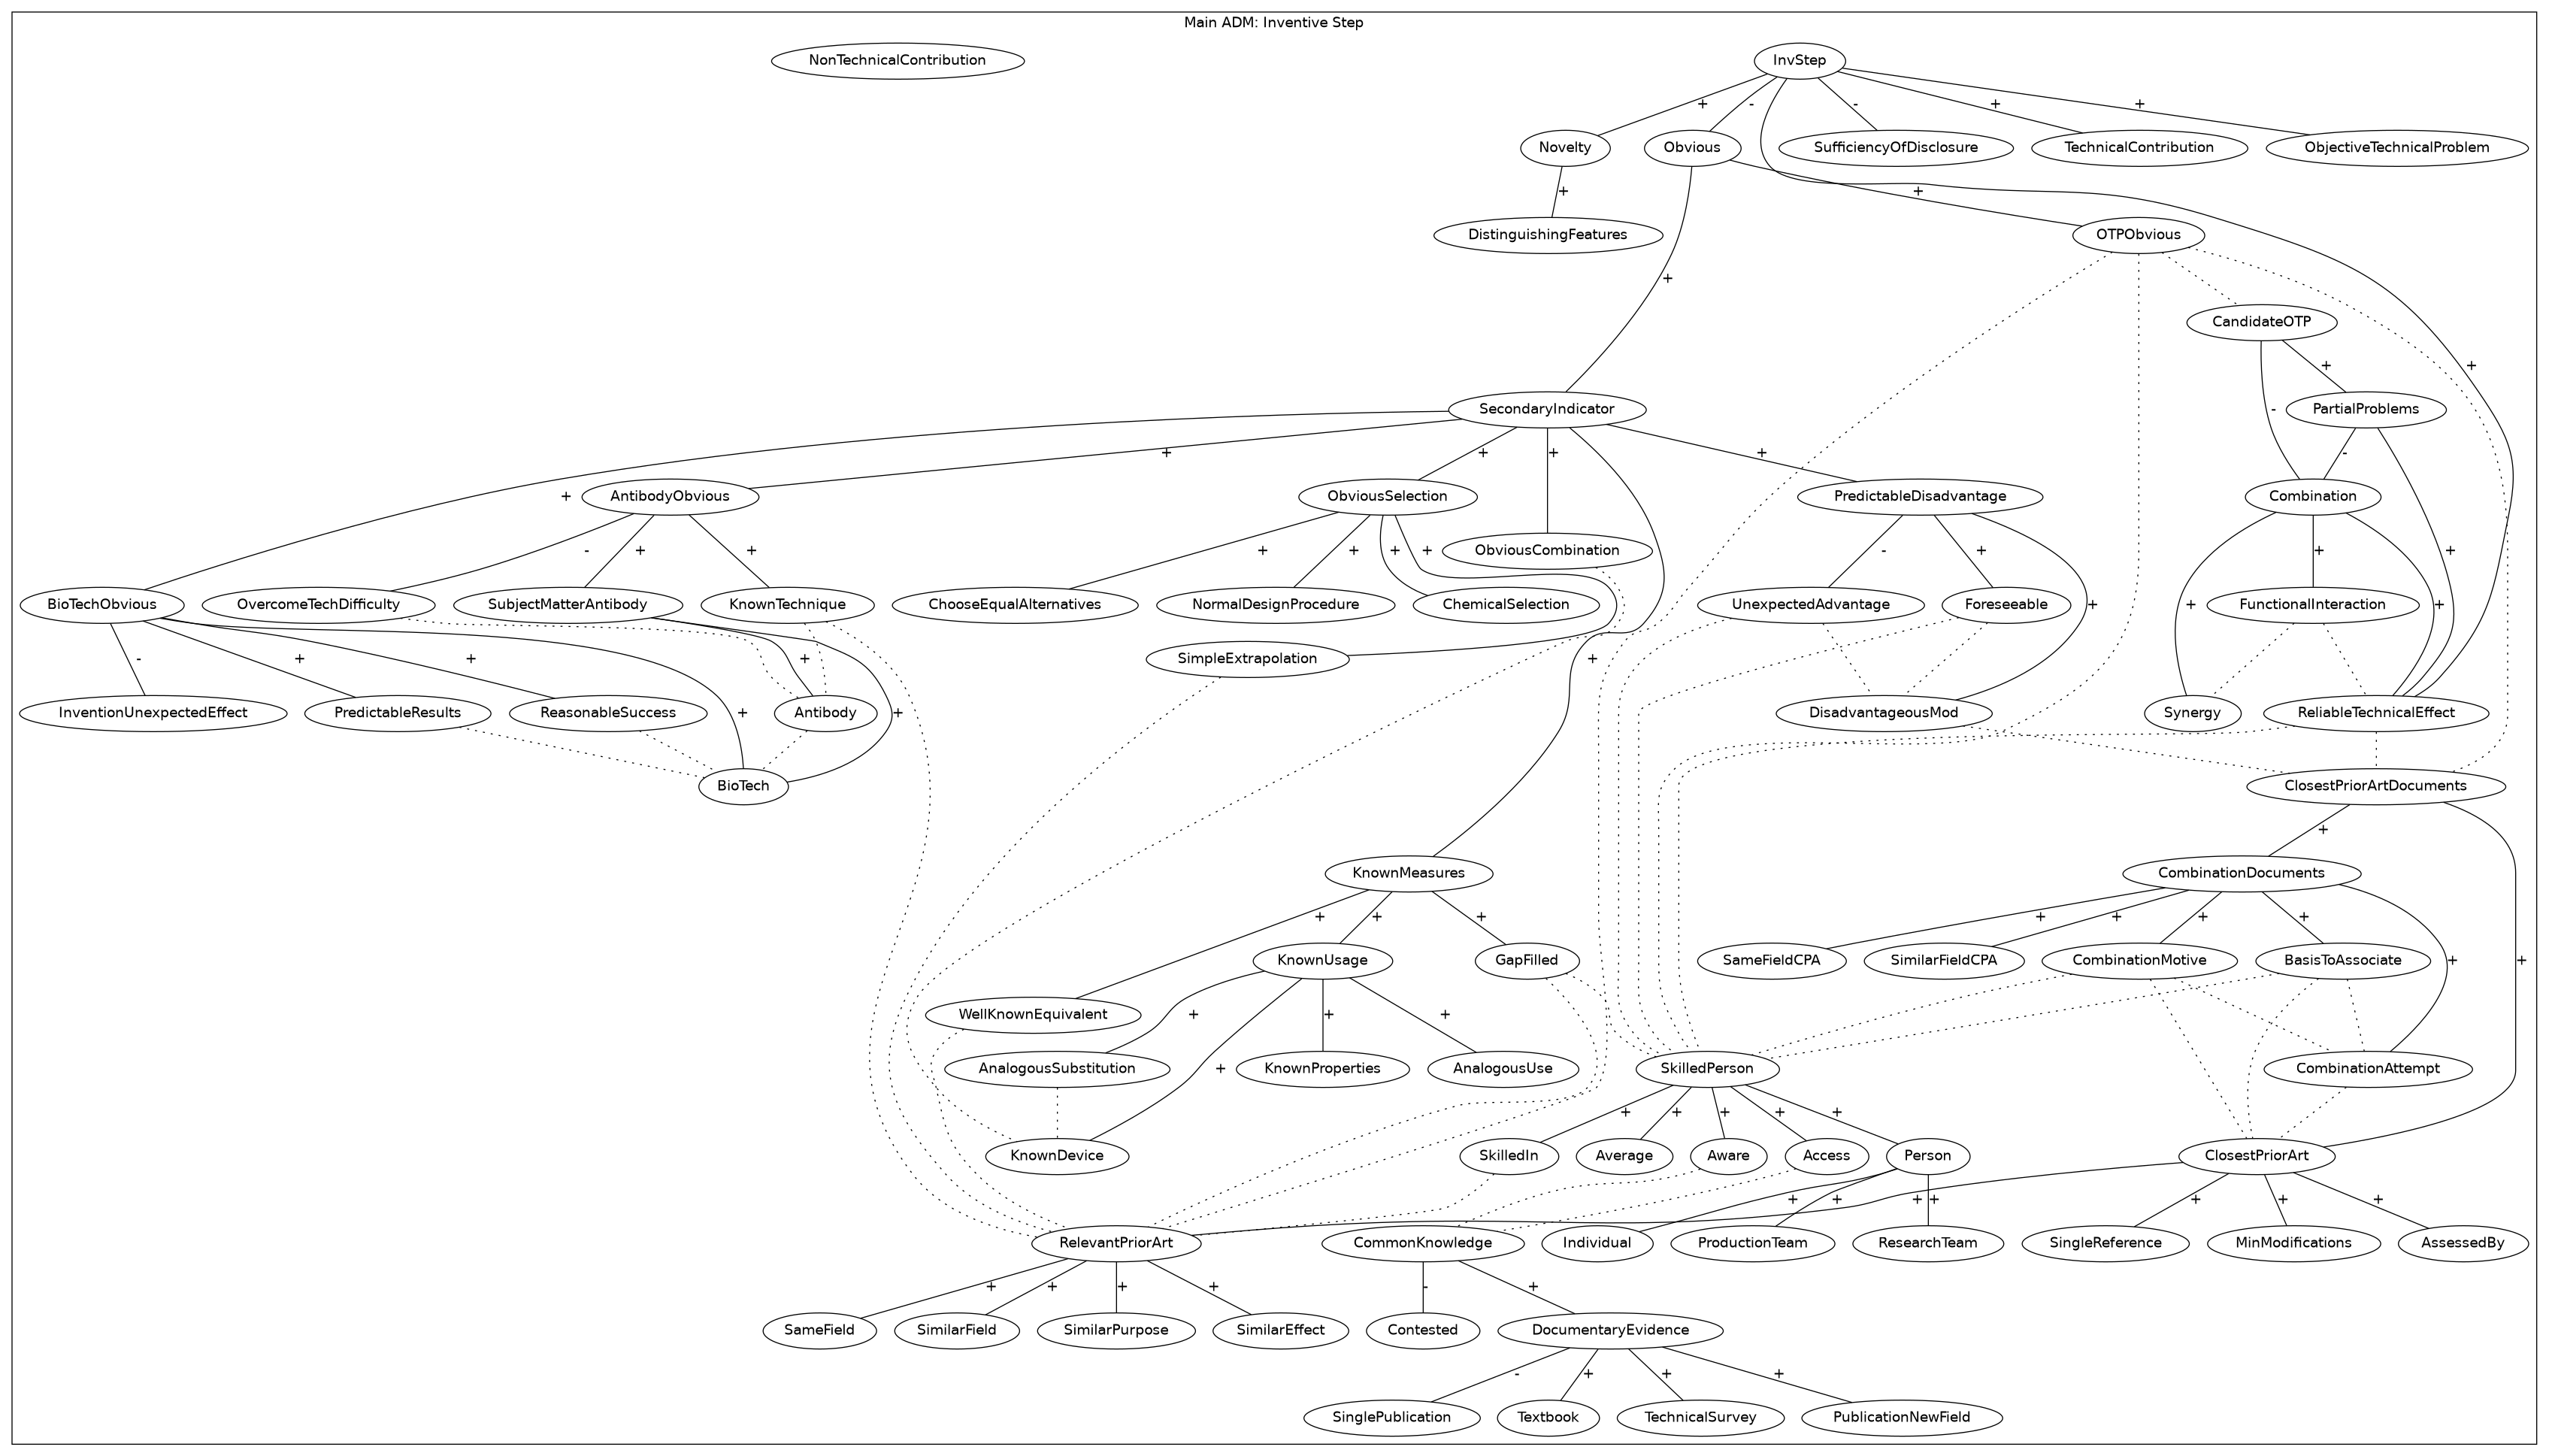 Main ADM: Inventive Step
NonTechnicalContribution
InvStep
+
-
-
+
+
Novelty
Obvious
SufficiencyOfDisclosure
TechnicalContribution
ObjectiveTechnicalProblem
+
+
DistinguishingFeatures
OTPObvious
+
CandidateOTP
+
+
SecondaryIndicator
-
PartialProblems
+
+
+
+
-
+
+
AntibodyObvious
ObviousSelection
PredictableDisadvantage
Combination
-
+
+
+
+
+
+
ObviousCombination
-
+
+
+
BioTechObvious
OvercomeTechDifficulty
SubjectMatterAntibody
KnownTechnique
ChooseEqualAlternatives
NormalDesignProcedure
ChemicalSelection
UnexpectedAdvantage
Foreseeable
+
+
FunctionalInteraction
+
-
+
+
+
SimpleExtrapolation
+
InventionUnexpectedEffect
PredictableResults
ReasonableSuccess
+
Antibody
+
DisadvantageousMod
Synergy
ReliableTechnicalEffect
BioTech
ClosestPriorArtDocuments
+
KnownMeasures
CombinationDocuments
+
+
+
+
+
+
+
KnownUsage
GapFilled
SameFieldCPA
SimilarFieldCPA
CombinationMotive
BasisToAssociate
+
+
WellKnownEquivalent
+
+
+
AnalogousSubstitution
+
KnownProperties
AnalogousUse
SkilledPerson
CombinationAttempt
+
+
+
+
+
KnownDevice
SkilledIn
Average
Aware
Access
Person
ClosestPriorArt
+
+
+
+
+
+
+
RelevantPriorArt
CommonKnowledge
Individual
ProductionTeam
ResearchTeam
SingleReference
MinModifications
AssessedBy
+
+
+
+
-
+
SameField
SimilarField
SimilarPurpose
SimilarEffect
Contested
DocumentaryEvidence
-
+
+
+
SinglePublication
Textbook
TechnicalSurvey
PublicationNewField